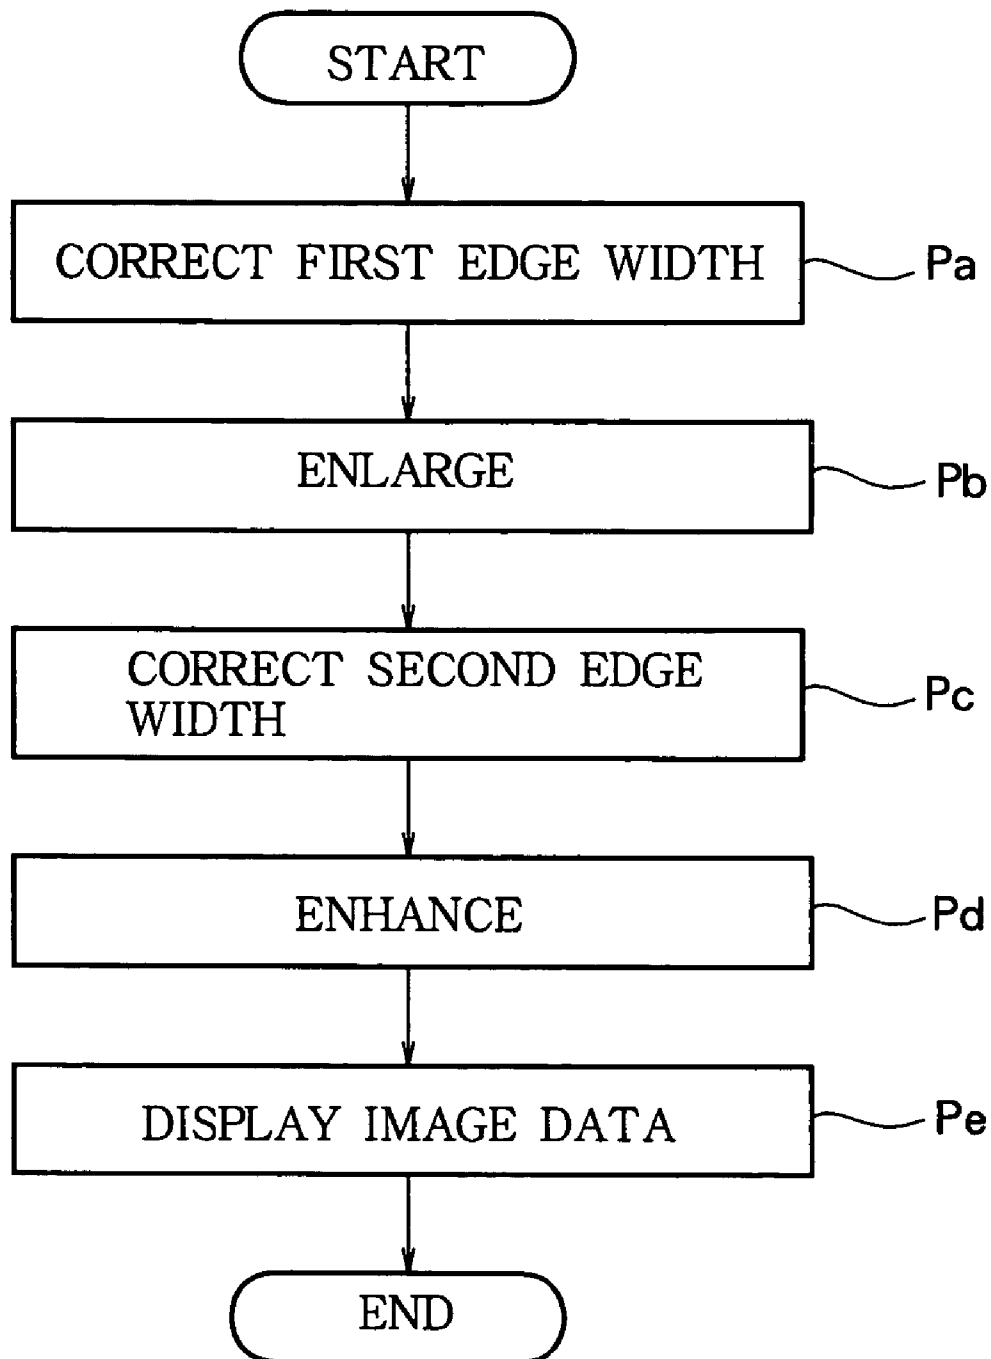 START
CORRECT FIRST EDGE WIDTH
Pa
ENLARGE
Pb
CORRECT SECOND EDGE
WIDTH
Pc
ENHANCE
Pd
DISPLAY IMAGE DATA
Pe
END